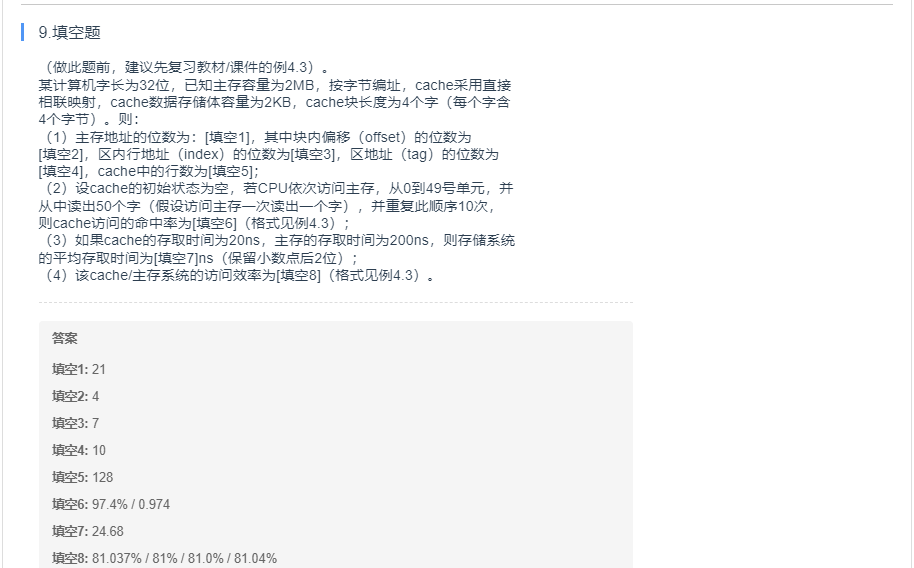 9.填空题
（做此题前，建议先复习教材/课件的例4.3）。
某计算机字长为32位，已知主存容量为2MB，按字节编址，cache采用直接
相联映射，cache数据存储体容量为2KB，cache块长度为4个字（每个字含
4个字节）。则：
（1）主存地址的位数为：[填空1]，其中块内偏移（offset）的位数为
[填空2]，区内行地址（index）的位数为[填空3]，区地址（tag）的位数为
[填空4]，cache中的行数为[填空5]；
（2）设cache的初始状态为空，若CPU依次访问主存，从0到49号单元，并
从中读出50个字（假设访问主存一次读出一个字），并重复此顺序10次，
则cache访问的命中率为[填空6]（格式见例4.3）；
（3）如果cache的存取时间为20ns，主存的存取时间为200ns，则存储系统
的平均存取时间为[填空7]ns（保留小数点后2位）；
（4）该cache/主存系统的访问效率为[填空8]（格式见例4.3）。
答案
填空1: 21
填空2: 4
填空3: 7
填空4: 10
填空5: 128
填空6: 97.4% / 0.974
填空7: 24.68
填空8: 81.037% / 81% / 81.0% / 81.04%